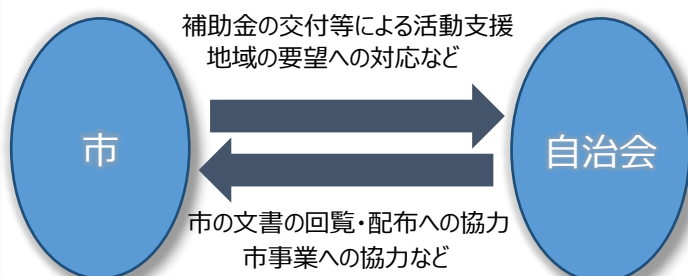 補助金の交付等による活動支援
地域の要望への対応など
市
自治会
市の文書の回覧・配布への協力
市事業への協力など